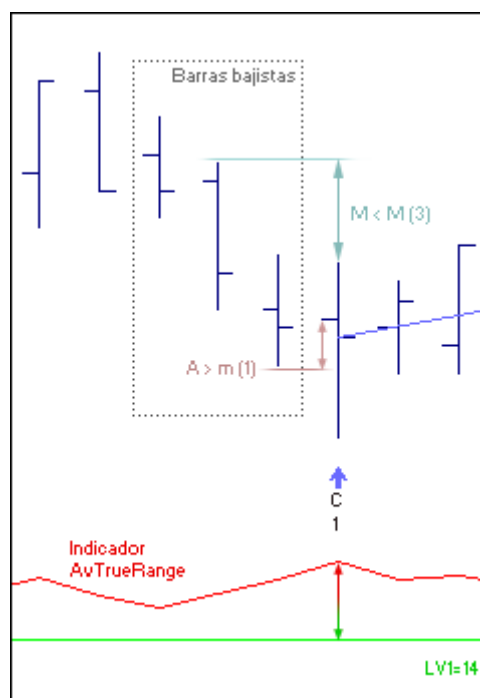 Barras bajistas
M < M (3)
A > m (1)
C
1
Indicador
AvTrueRange
LV1=14